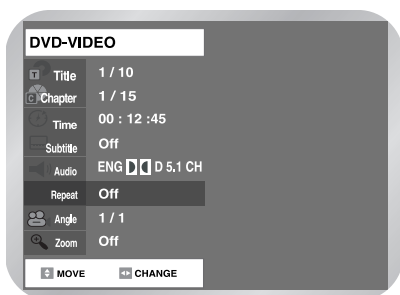 DVD-VIDEO
T Title 1 / 10
C Chapter 1 / 15
Time 00 : 12 :45
Subtitle Off
Audio ENG D 5.1 CH
Repeat Off
Angle 1 / 1
Zoom Off
MOVE CHANGE